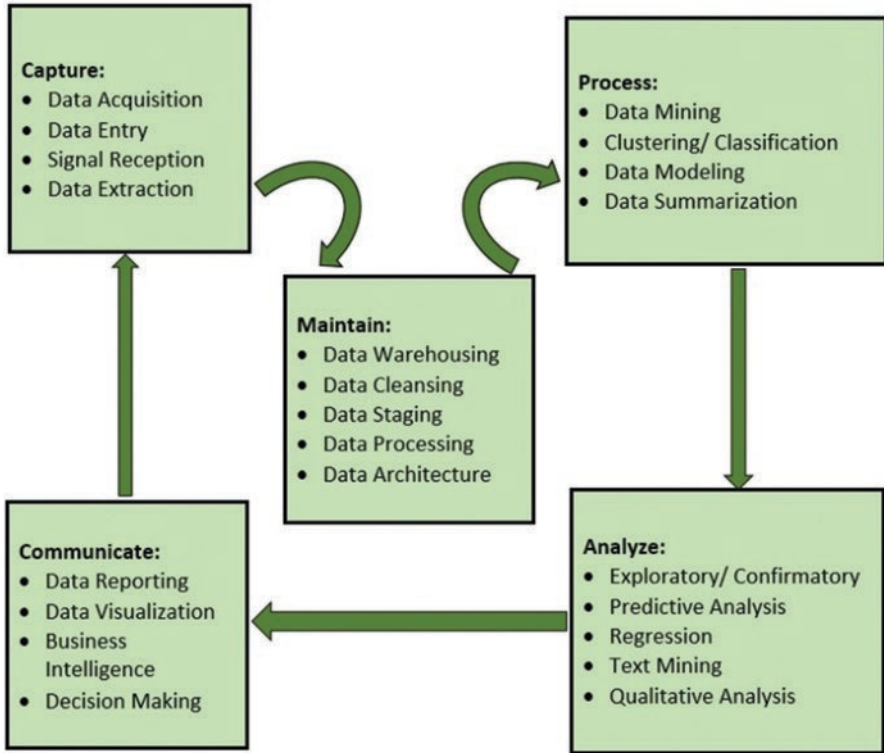 Capture:
• Data Acquisition
• Data Entry
• Signal Reception
• Data Extraction
Process:
• Data Mining
• Clustering/ Classification
• Data Modeling
• Data Summarization
Maintain:
• Data Warehousing
• Data Cleansing
• Data Staging
• Data Processing
• Data Architecture
Communicate:
• Data Reporting
• Data Visualization
• Business
Intelligence
• Decision Making
Analyze:
• Exploratory/ Confirmatory
• Predictive Analysis
• Regression
• Text Mining
• Qualitative Analysis